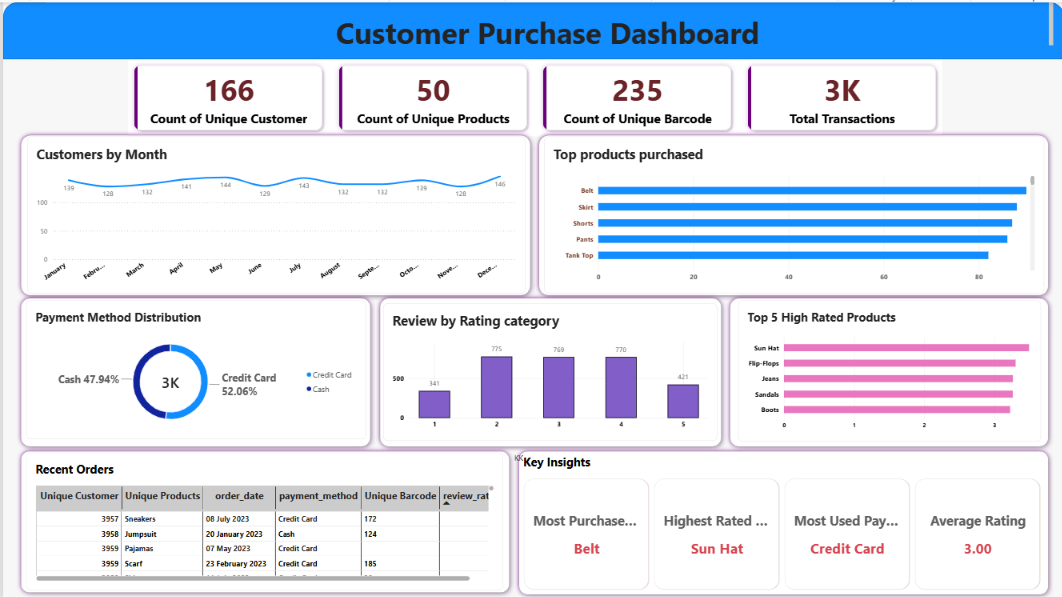 Customer Purchase Dashboard
166
Count of Unique Customer
50
Count of Unique Products
235
Count of Unique Barcode
3K
Total Transactions
Customers by Month
139
128
132
141
144
129
143
132
132
139
128
146
100
50
0
January
Febru...
March
April
May
June
July
August
Septe...
Octo...
Nove...
Dece...
Top products purchased
Belt
Skirt
Shorts
Pants
Tank Top
0 20 40 60 80
Payment Method Distribution
Cash 47.94%
3K
Credit Card
52.06%
Credit Card
Cash
Review by Rating category
341
775
769
770
421
500
0
1 2 3 4 5
Top 5 High Rated Products
Sun Hat
Flip-Flops
Jeans
Sandals
Boots
0 1 2 3
Recent Orders
Unique Customer Unique Products order_date payment_method Unique Barcode review_rat
3957 Sneakers 08 July 2023 Credit Card 172
3958 Jumpsuit 20 January 2023 Cash 124
3959 Pajamas 07 May 2023 Credit Card
3959 Scarf 23 February 2023 Credit Card 185
Key Insights
Most Purchase...
Belt
Highest Rated ...
Sun Hat
Most Used Pay...
Credit Card
Average Rating
3.00